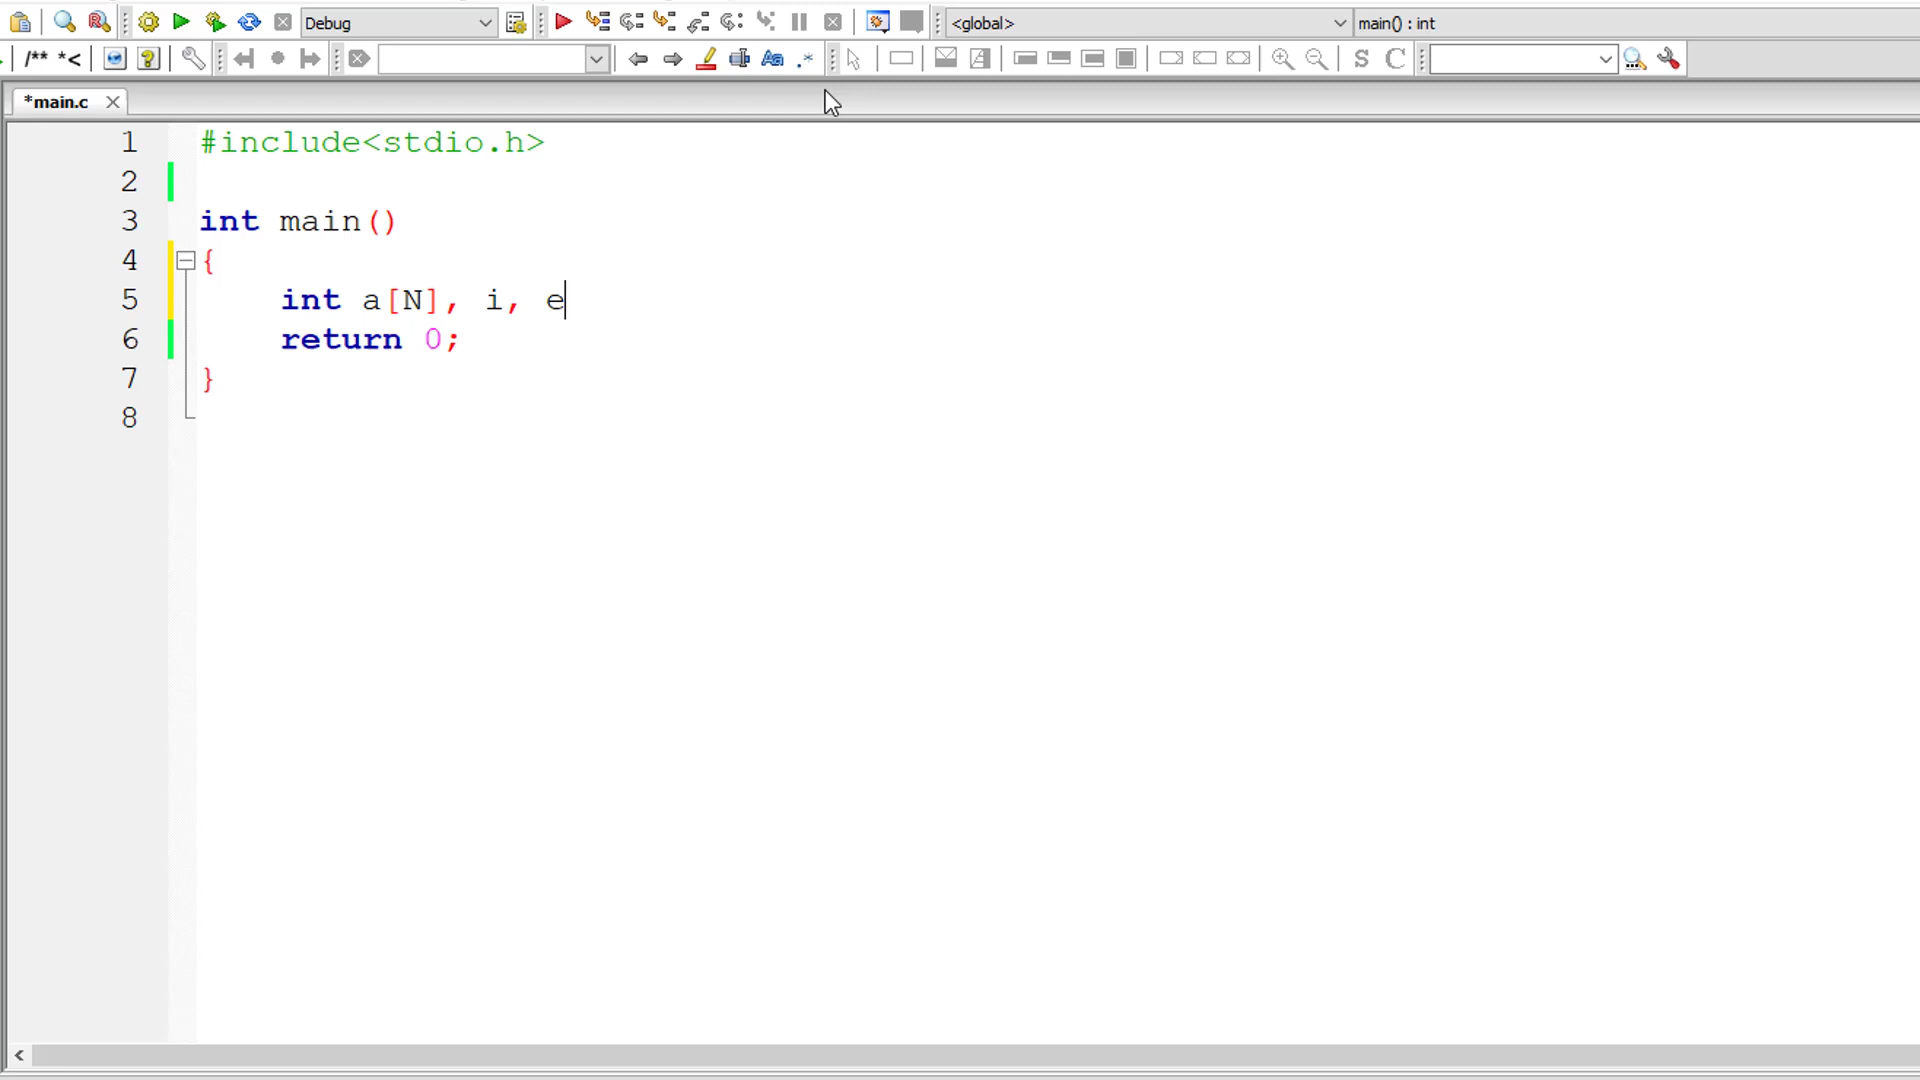 Debug
<global>
main() : int
/** *<
Aa
.*
S
C
*main.c
1 #include<stdio.h>
2
3 int main()
4 {
5 int a[N], i, e
6 return 0;
7 }
8